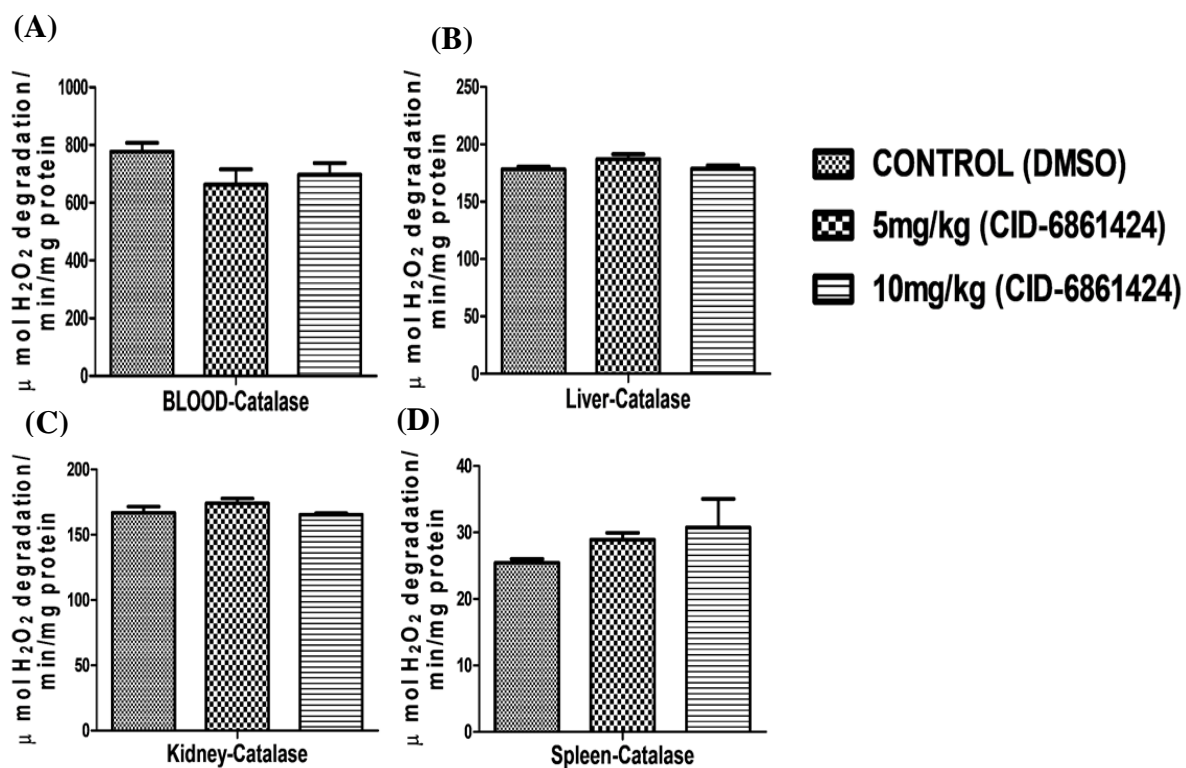 (A)
μ mol H₂O₂ degradation/
min/mg protein
1000
800
600
400
200
0
BLOOD-Catalase
(B)
μ mol H₂O₂ degradation/
min/mg protein
250
200
150
100
50
0
Liver-Catalase
CONTROL (DMSO)
5mg/kg (CID-6861424)
10mg/kg (CID-6861424)
(C)
μ mol H₂O₂ degradation/
min/mg protein
200
150
100
50
0
Kidney-Catalase
(D)
μ mol H₂O₂ degradation/
min/mg protein
40
30
20
10
0
Spleen-Catalase